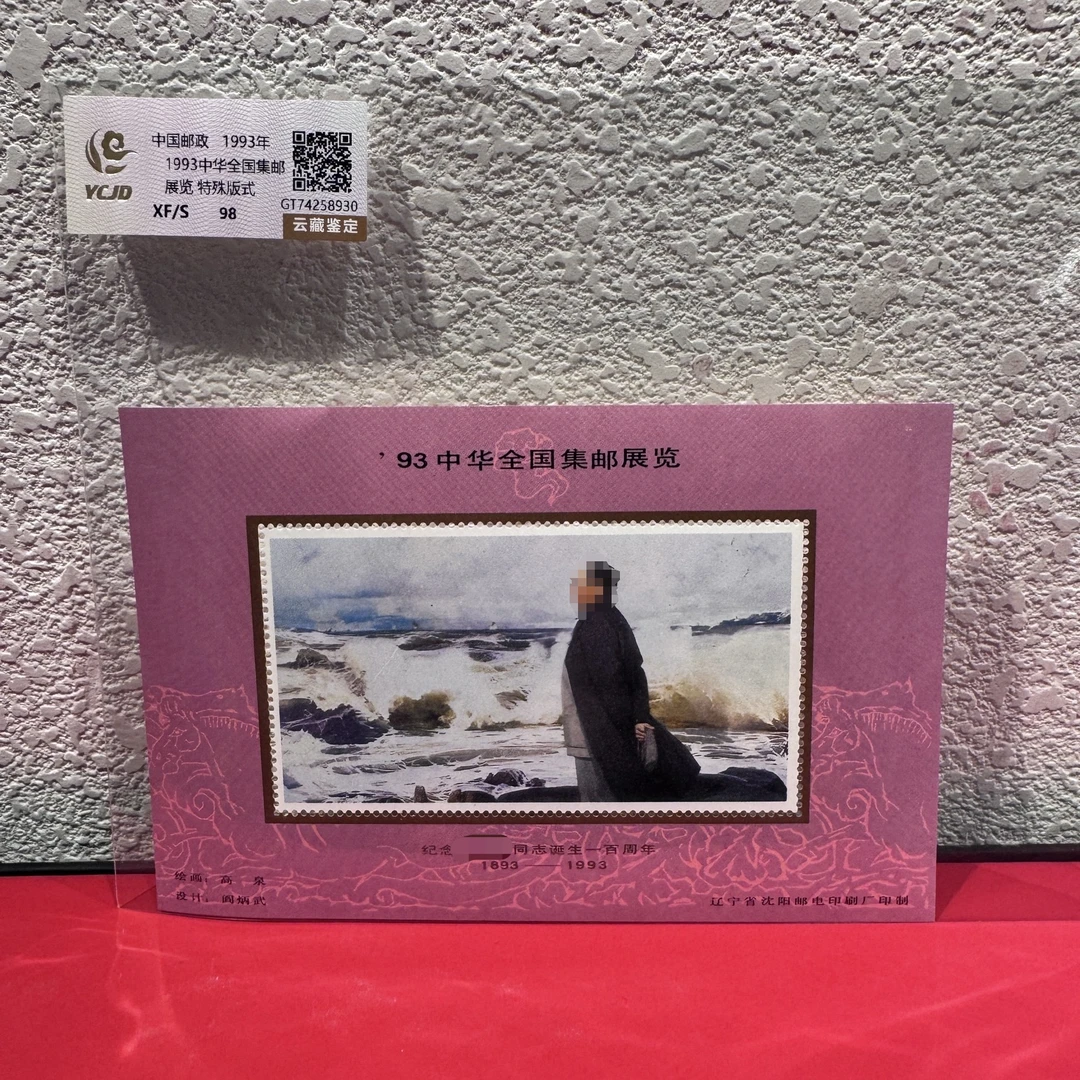 中国邮政 1993年
1993中华全国集邮
展览 特殊版式
XF/S 98
YCJD
GT74258930
云藏鉴定
’93中华全国集邮展览
纪念 同志诞生一百周年
1893——1993
绘画：高 泉
设计：阎炳武
辽宁省沈阳邮电印刷厂印制